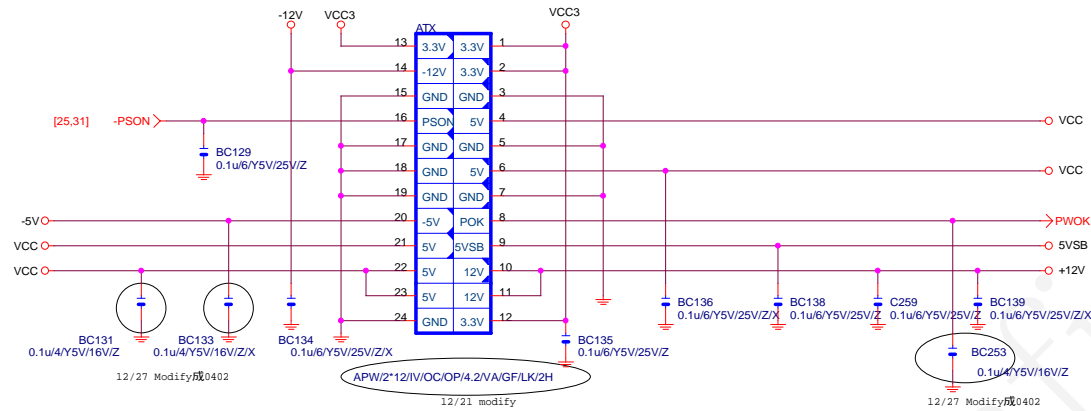 -12V VCC3 VCC3
ATX
13 3.3V 3.3V 1
14 -12V 3.3V 2
15 GND GND 3
[25,31] -PSON 16 PSON 5V 4 VCC
17 GND GND 5
BC129
0.1u/6/Y5V/25V/Z
18 GND 5V 6 VCC
19 GND GND 7
-5V 20 -5V POK 8 PWOK
VCC 21 5V 5VSB 9 5VSB
VCC 22 5V 12V 10 +12V
23 5V 12V 11
24 GND 3.3V 12
BC131
0.1u/4/Y5V/16V/Z
BC133
0.1u/4/Y5V/16V/Z/X
BC134
0.1u/6/Y5V/25V/Z/X
BC135
0.1u/6/Y5V/25V/Z
BC136
0.1u/6/Y5V/25V/Z/X
BC138
0.1u/6/Y5V/25V/Z
C259
0.1u/6/Y5V/25V/Z
BC139
0.1u/6/Y5V/25V/Z/X
BC253
0.1u/4/Y5V/16V/Z
12/27 Modify成0402
APW/2*12/IV/OC/OP/4.2/VA/GF/LK/2H
12/21 modify
12/27 Modify成0402